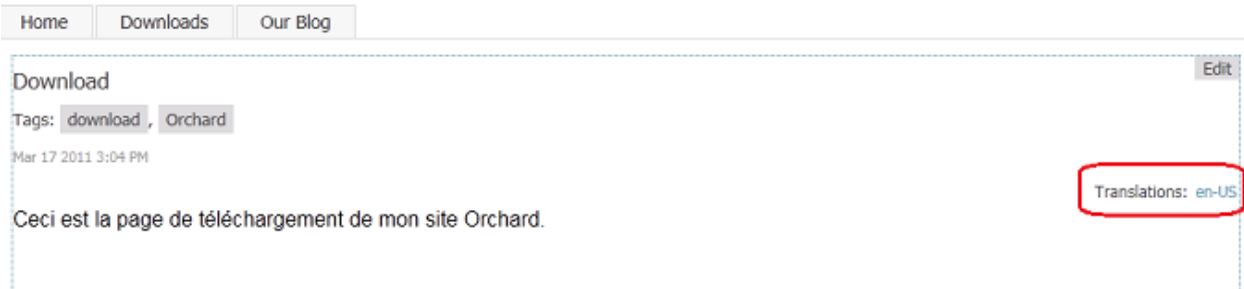 Home Downloads Our Blog
Edit
Download
Tags: download , Orchard
Mar 17 2011 3:04 PM
Translations: en-US
Ceci est la page de téléchargement de mon site Orchard.